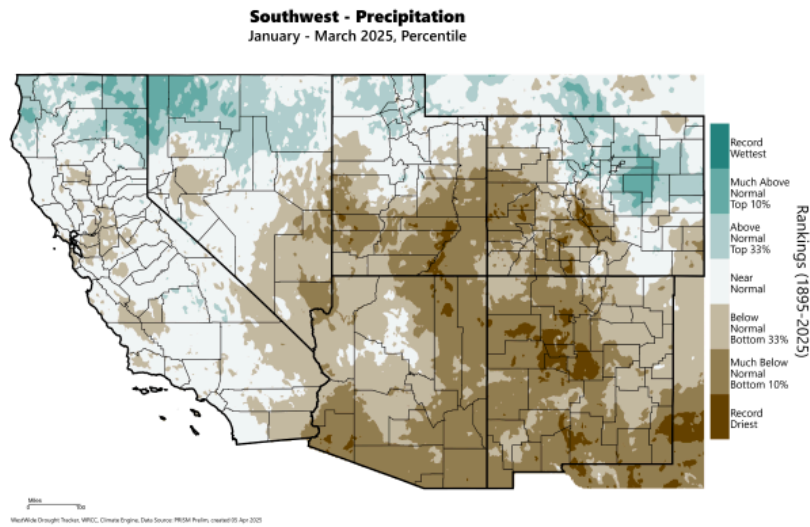 Southwest - Precipitation
January - March 2025, Percentile
Record
Wettest
Much Above
Normal
Top 10%
Above
Normal
Top 33%
Near
Normal
Below
Normal
Bottom 33%
Much Below
Normal
Bottom 10%
Record
Driest
Rankings (1895-2025)
Miles
100
WestWide Drought Tracker, WRCC, Climate Engine, Data Source: PRISM Prelim, created 05 Apr 2025